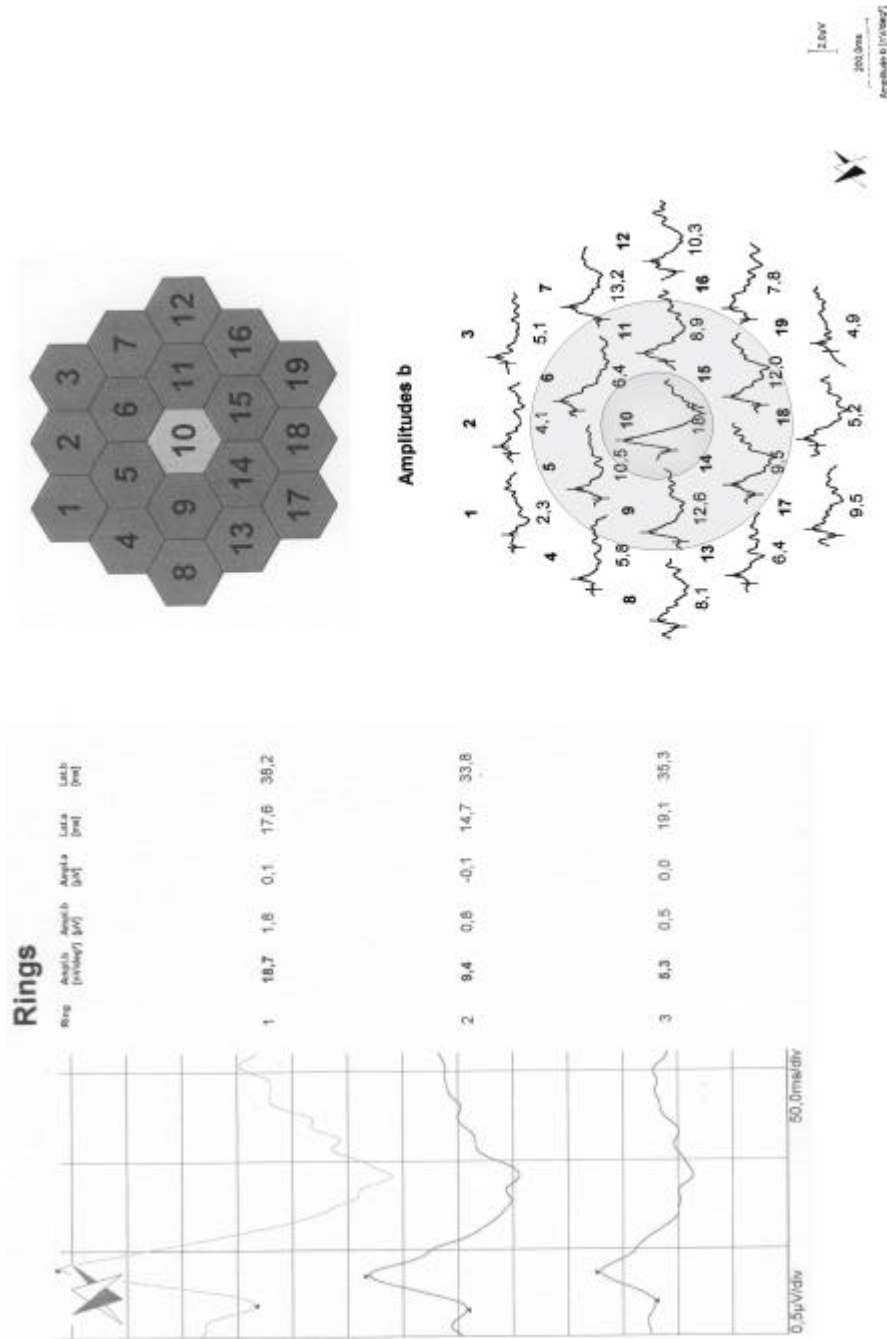 Rings
Ring Ampl.b Ampl.b Ampl.a Lat.a Lat.b
[nV/deg²] [µV] [µV] [ms] [ms]
1 18,7 1,8 0,1 17,6 38,2
2 9,4 0,8 -0,1 14,7 33,8
3 5,3 0,5 0,0 19,1 35,3
0,5µV/div 50,0ms/div
1 2 3
4 5 6 7
8 9 10 11 12
13 14 15 16
17 18 19
Amplitudes b
1 2 3
2,3 4,1 5,1
4 5 6 7
5,8 10,5 6,4 13,2
8 9 10 11 12
8,1 12,6 18,7 8,9 10,3
13 14 15 16
6,4 9,5 12,0 7,8
17 18 19
9,5 5,2 4,9
2,0µV
200,0ms
Amplitude b [nV/deg²]